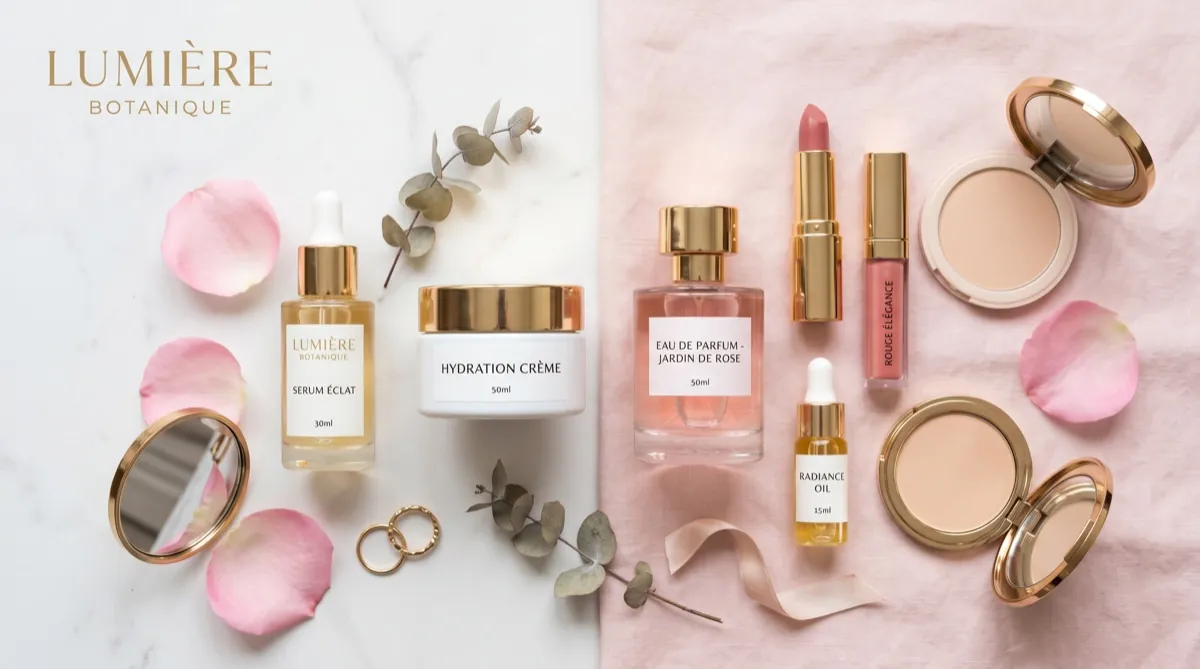 LUMIÈRE
BOTANIQUE
LUMIÈRE
BOTANIQUE
SERUM ÉCLAT
30ml
HYDRATION CRÈME
50ml
EAU DE PARFUM -
JARDIN DE ROSE
50ml
ROUGE ÉLÉGANCE
RADIANCE
OIL
15ml